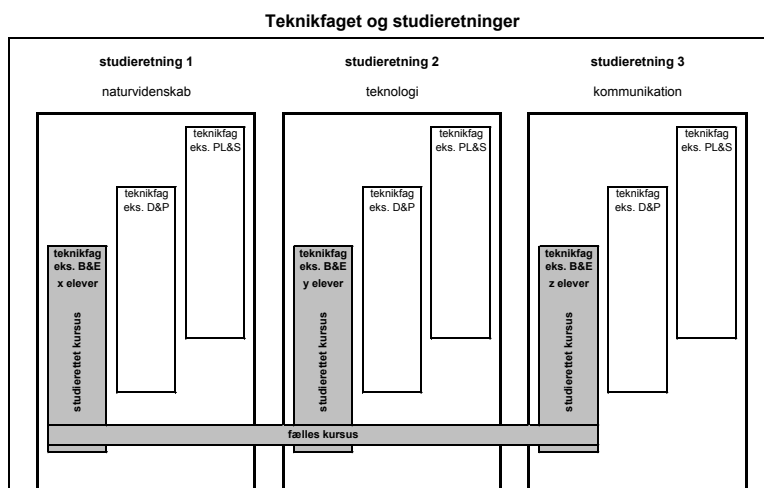 Teknikfaget og studieretninger
studieretning 1
naturvidenskab
teknikfag
eks. PL&S
teknikfag
eks. D&P
teknikfag
eks. B&E
x elever
studierettet kursus
studieretning 2
teknologi
teknikfag
eks. PL&S
teknikfag
eks. D&P
teknikfag
eks. B&E
y elever
studierettet kursus
studieretning 3
kommunikation
teknikfag
eks. PL&S
teknikfag
eks. D&P
teknikfag
eks. B&E
z elever
studierettet kursus
fælles kursus